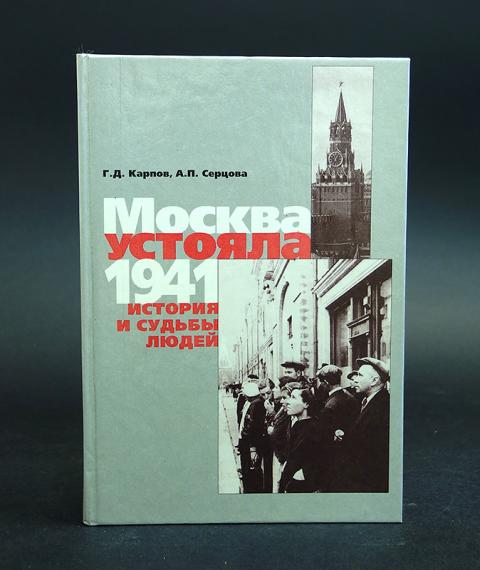 Г.Д. Карпов, А.П. Серцова
Москва
устояла
1941
история
и судьбы
людей